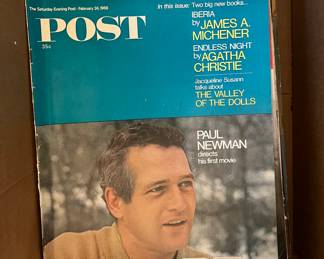 The Saturday Evening Post · February 24, 1968
In this issue: Two big new books...
POST
35¢
IBERIA
by JAMES A.
MICHENER
ENDLESS NIGHT
by AGATHA
CHRISTIE
Jacqueline Susann
talks about
THE VALLEY
OF THE DOLLS
PAUL
NEWMAN
directs
his first movie